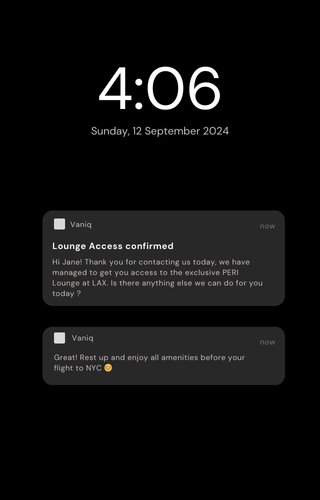 4:06
Sunday, 12 September 2024
Vaniq
now
Lounge Access confirmed
Hi Jane! Thank you for contacting us today, we have
managed to get you access to the exclusive PERI
Lounge at LAX. Is there anything else we can do for you
today ?
Vaniq
now
Great! Rest up and enjoy all amenities before your
flight to NYC 😊